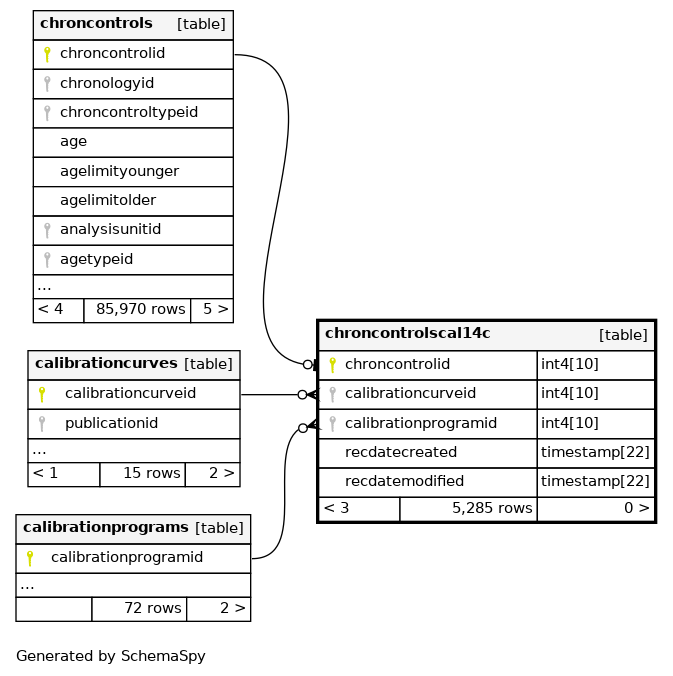 chroncontrols [table]
chroncontrolid
chronologyid
chroncontroltypeid
age
agelimityounger
agelimitolder
analysisunitid
agetypeid
...
< 4 85,970 rows 5 >
calibrationcurves [table]
calibrationcurveid
publicationid
...
< 1 15 rows 2 >
calibrationprograms [table]
calibrationprogramid
...
72 rows 2 >
chroncontrolscal14c [table]
chroncontrolid int4[10]
calibrationcurveid int4[10]
calibrationprogramid int4[10]
recdatecreated timestamp[22]
recdatemodified timestamp[22]
< 3 5,285 rows 0 >
Generated by SchemaSpy